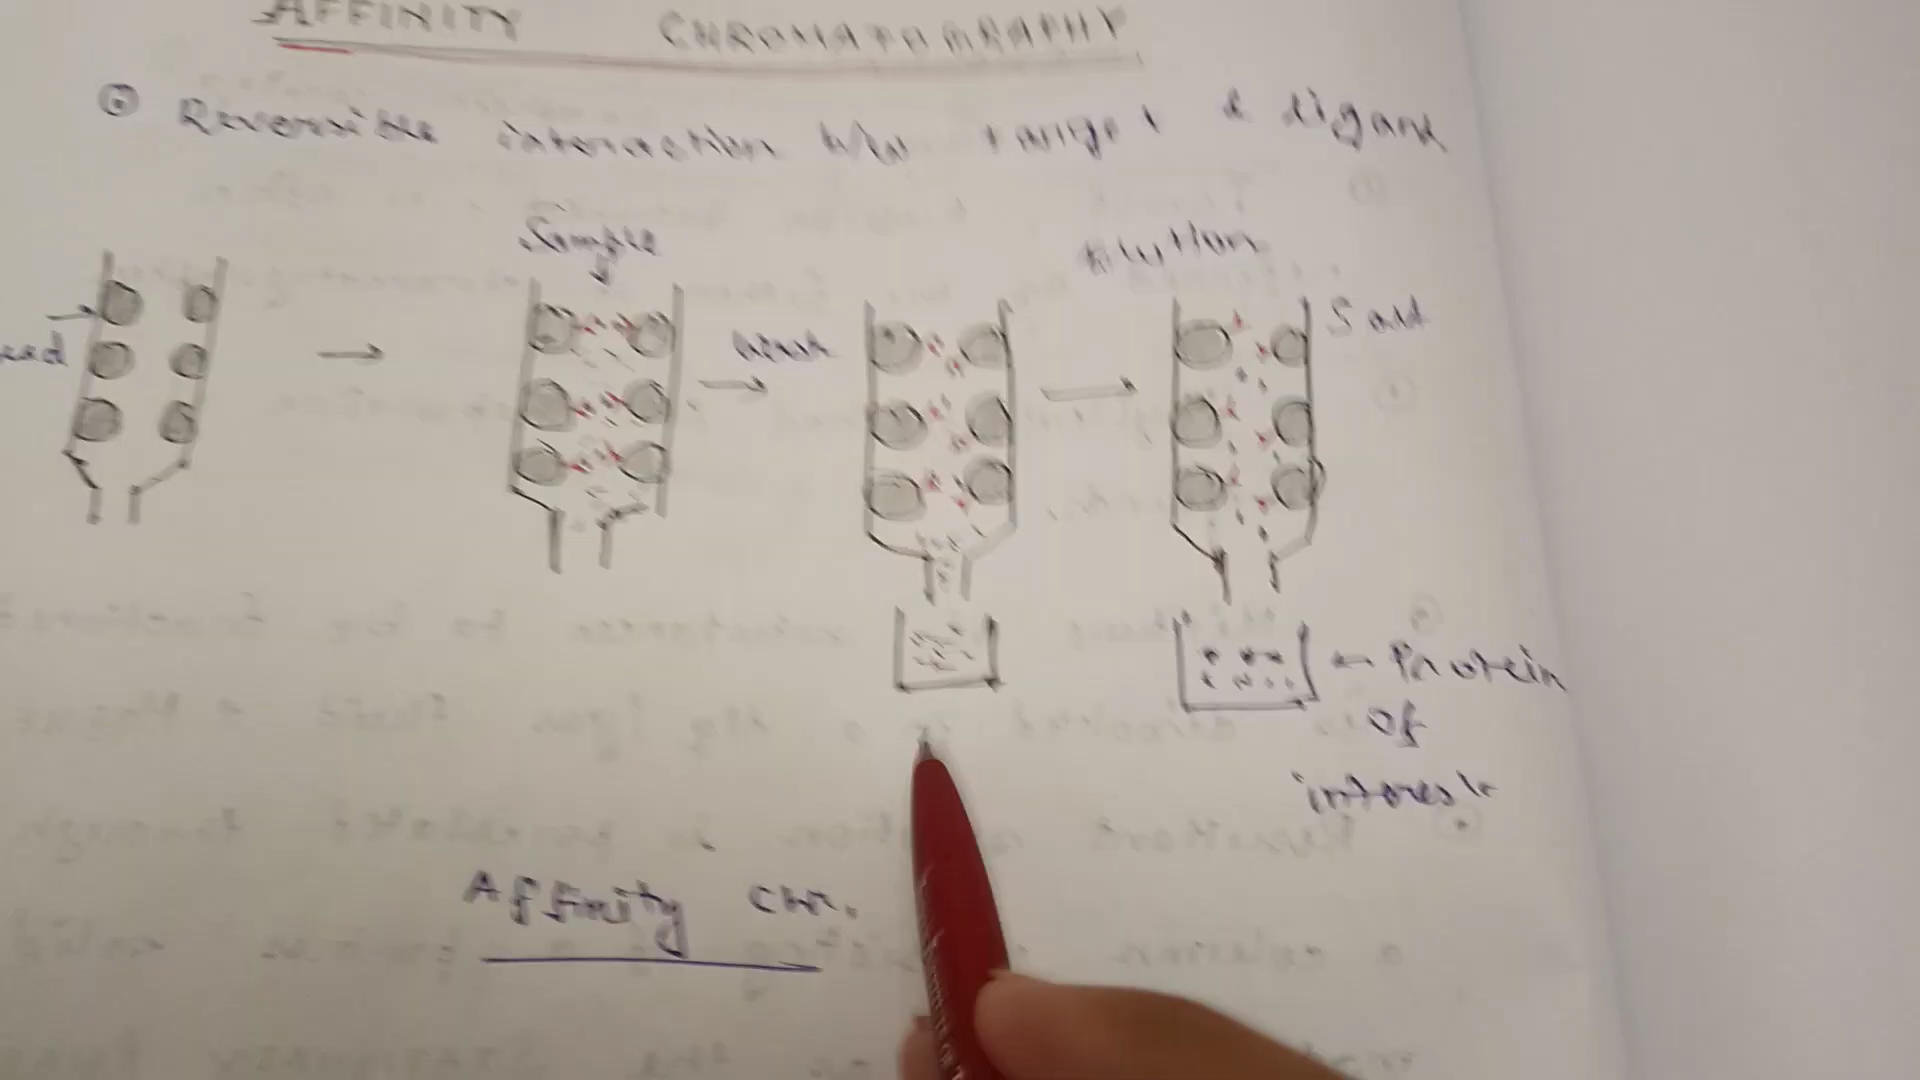 AFFINITY CHROMATOGRAPHY
Reversible interaction b/w target & ligand
Sample
Elution
Salt
Wash
Protein
of
interest
Affinity Chr.